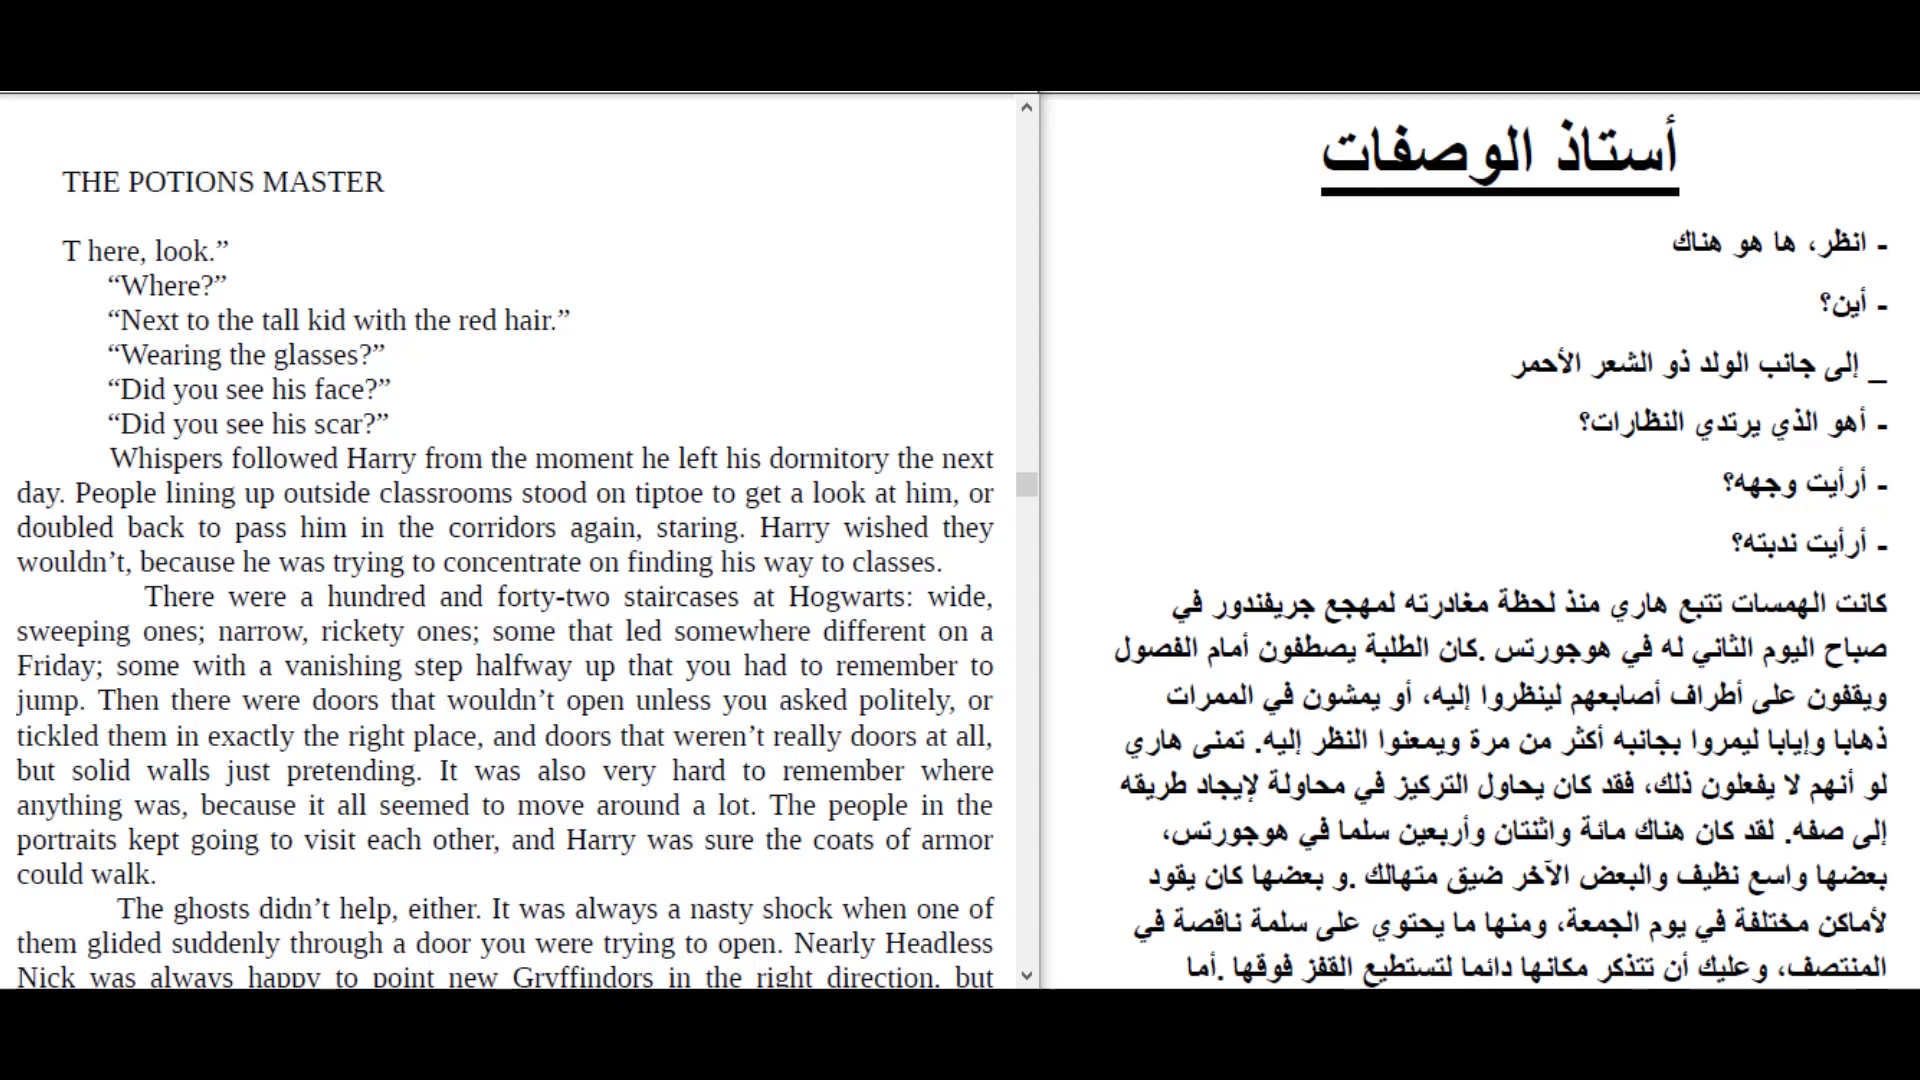 THE POTIONS MASTER
T here, look.”
“Where?”
“Next to the tall kid with the red hair.”
“Wearing the glasses?”
“Did you see his face?”
“Did you see his scar?”
Whispers followed Harry from the moment he left his dormitory the next
day. People lining up outside classrooms stood on tiptoe to get a look at him, or
doubled back to pass him in the corridors again, staring. Harry wished they
wouldn’t, because he was trying to concentrate on finding his way to classes.
There were a hundred and forty-two staircases at Hogwarts: wide,
sweeping ones; narrow, rickety ones; some that led somewhere different on a
Friday; some with a vanishing step halfway up that you had to remember to
jump. Then there were doors that wouldn’t open unless you asked politely, or
tickled them in exactly the right place, and doors that weren’t really doors at all,
but solid walls just pretending. It was also very hard to remember where
anything was, because it all seemed to move around a lot. The people in the
portraits kept going to visit each other, and Harry was sure the coats of armor
could walk.
The ghosts didn’t help, either. It was always a nasty shock when one of
them glided suddenly through a door you were trying to open. Nearly Headless
Nick was always happy to point new Gryffindors in the right direction, but
أستاذ الوصفات
- انظر، ها هو هناك
- أين؟
_ إلى جانب الولد ذو الشعر الأحمر
- أهو الذي يرتدي النظارات؟
- أرأيت وجهه؟
- أرأيت ندبته؟
كانت الهمسات تتبع هاري منذ لحظة مغادرته لمهجع جريفندور في
صباح اليوم الثاني له في هوجورتس .كان الطلبة يصطفون أمام الفصول
ويقفون على أطراف أصابعهم لينظروا إليه، أو يمشون في الممرات
ذهابا وإيابا ليمروا بجانبه أكثر من مرة ويمعنوا النظر إليه. تمنى هاري
لو أنهم لا يفعلون ذلك، فقد كان يحاول التركيز في محاولة لإيجاد طريقه
إلى صفه. لقد كان هناك مائة واثنتان وأربعين سلما في هوجورتس،
بعضها واسع نظيف والبعض الآخر ضيق متهالك .و بعضها كان يقود
لأماكن مختلفة في يوم الجمعة، ومنها ما يحتوي على سلمة ناقصة في
المنتصف، وعليك أن تتذكر مكانها دائما لتستطيع القفز فوقها .أما